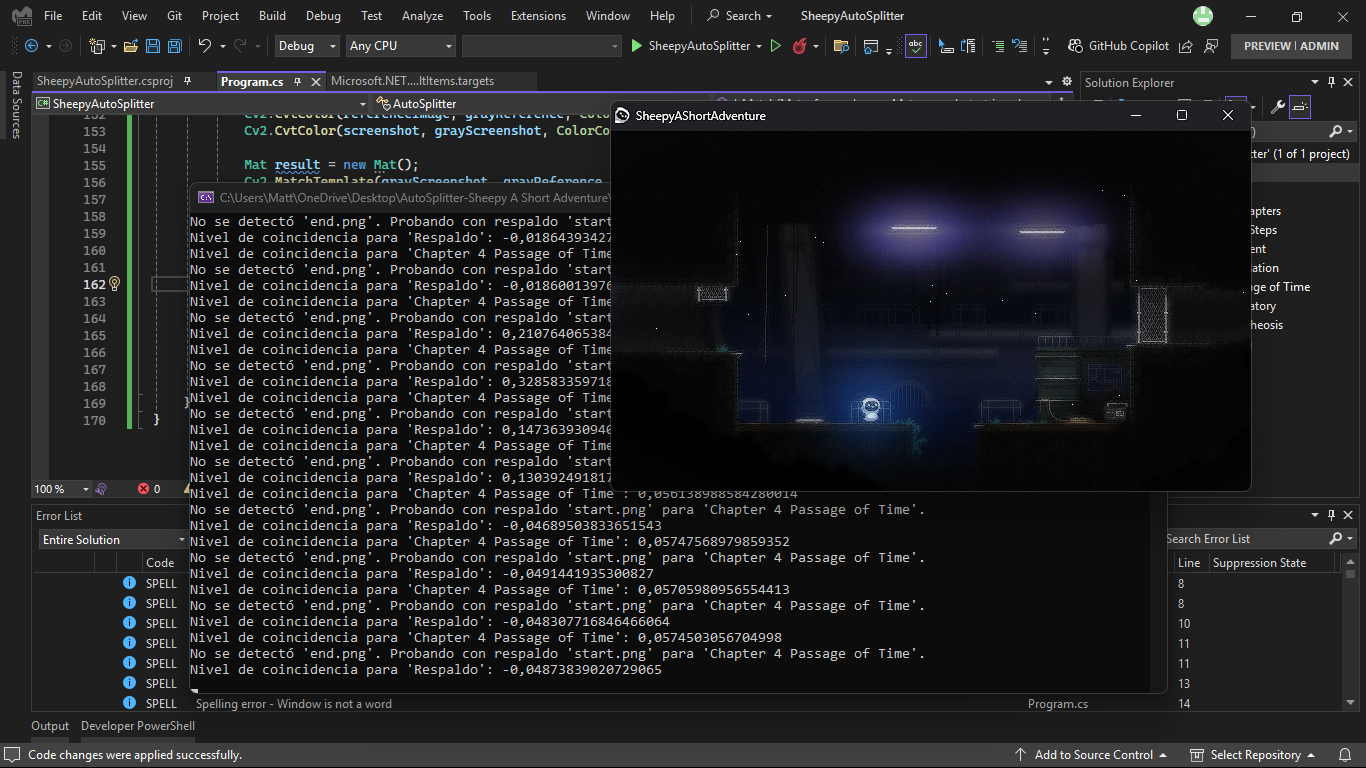 File Edit View Git Project Build Debug Test Analyze Tools Extensions Window Help Search SheepyAutoSplitter
Debug Any CPU SheepyAutoSplitter GitHub Copilot PREVIEW | ADMIN
Data Sources
SheepyAutoSplitter.csproj Program.cs Microsoft.NET....ltItems.targets
Solution Explorer
SheepyAutoSplitter AutoSplitter
SheepyAShortAdventure
153 Cv2.CvtColor(screenshot, grayScreenshot, ColorCo
154
155 Mat result = new Mat();
156 Cv2.MatchTemplate(grayScreenshot, grayReference,
157
158
159
160
161
162
163
164
165
166
167
168
169 }
170 }
tter' (1 of 1 project)
apters
Steps
ent
ation
ge of Time
atory
heosis
C:\Users\Matt\OneDrive\Desktop\AutoSplitter-Sheepy A Short Adventure\
No se detectó 'end.png'. Probando con respaldo 'start
Nivel de coincidencia para 'Respaldo': -0,01864393427
Nivel de coincidencia para 'Chapter 4 Passage of Time
No se detectó 'end.png'. Probando con respaldo 'start
Nivel de coincidencia para 'Respaldo': -0,01860013976
Nivel de coincidencia para 'Chapter 4 Passage of Time
No se detectó 'end.png'. Probando con respaldo 'start
Nivel de coincidencia para 'Respaldo': 0,210764065384
Nivel de coincidencia para 'Chapter 4 Passage of Time
No se detectó 'end.png'. Probando con respaldo 'start
Nivel de coincidencia para 'Respaldo': 0,328583359718
Nivel de coincidencia para 'Chapter 4 Passage of Time
No se detectó 'end.png'. Probando con respaldo 'start
Nivel de coincidencia para 'Respaldo': 0,147363930940
Nivel de coincidencia para 'Chapter 4 Passage of Time
No se detectó 'end.png'. Probando con respaldo 'start
Nivel de coincidencia para 'Respaldo': 0,130392491817
Nivel de coincidencia para 'Chapter 4 Passage of Time': 0,056138988584280014
No se detectó 'end.png'. Probando con respaldo 'start.png' para 'Chapter 4 Passage of Time'.
Nivel de coincidencia para 'Respaldo': -0,04689503833651543
Nivel de coincidencia para 'Chapter 4 Passage of Time': 0,05747568979859352
No se detectó 'end.png'. Probando con respaldo 'start.png' para 'Chapter 4 Passage of Time'.
Nivel de coincidencia para 'Respaldo': -0,0491441935300827
Nivel de coincidencia para 'Chapter 4 Passage of Time': 0,05705980956554413
No se detectó 'end.png'. Probando con respaldo 'start.png' para 'Chapter 4 Passage of Time'.
Nivel de coincidencia para 'Respaldo': -0,048307716846466064
Nivel de coincidencia para 'Chapter 4 Passage of Time': 0,0574503056704998
No se detectó 'end.png'. Probando con respaldo 'start.png' para 'Chapter 4 Passage of Time'.
Nivel de coincidencia para 'Respaldo': -0,04873839020729065
100 % 0
Error List
Entire Solution Search Error List
Code Line Suppression State
SPELL 8
SPELL 8
SPELL 10
SPELL 11
SPELL 11
SPELL 13
SPELL Spelling error - Window is not a word Program.cs 14
Output Developer PowerShell
Code changes were applied successfully. Add to Source Control Select Repository